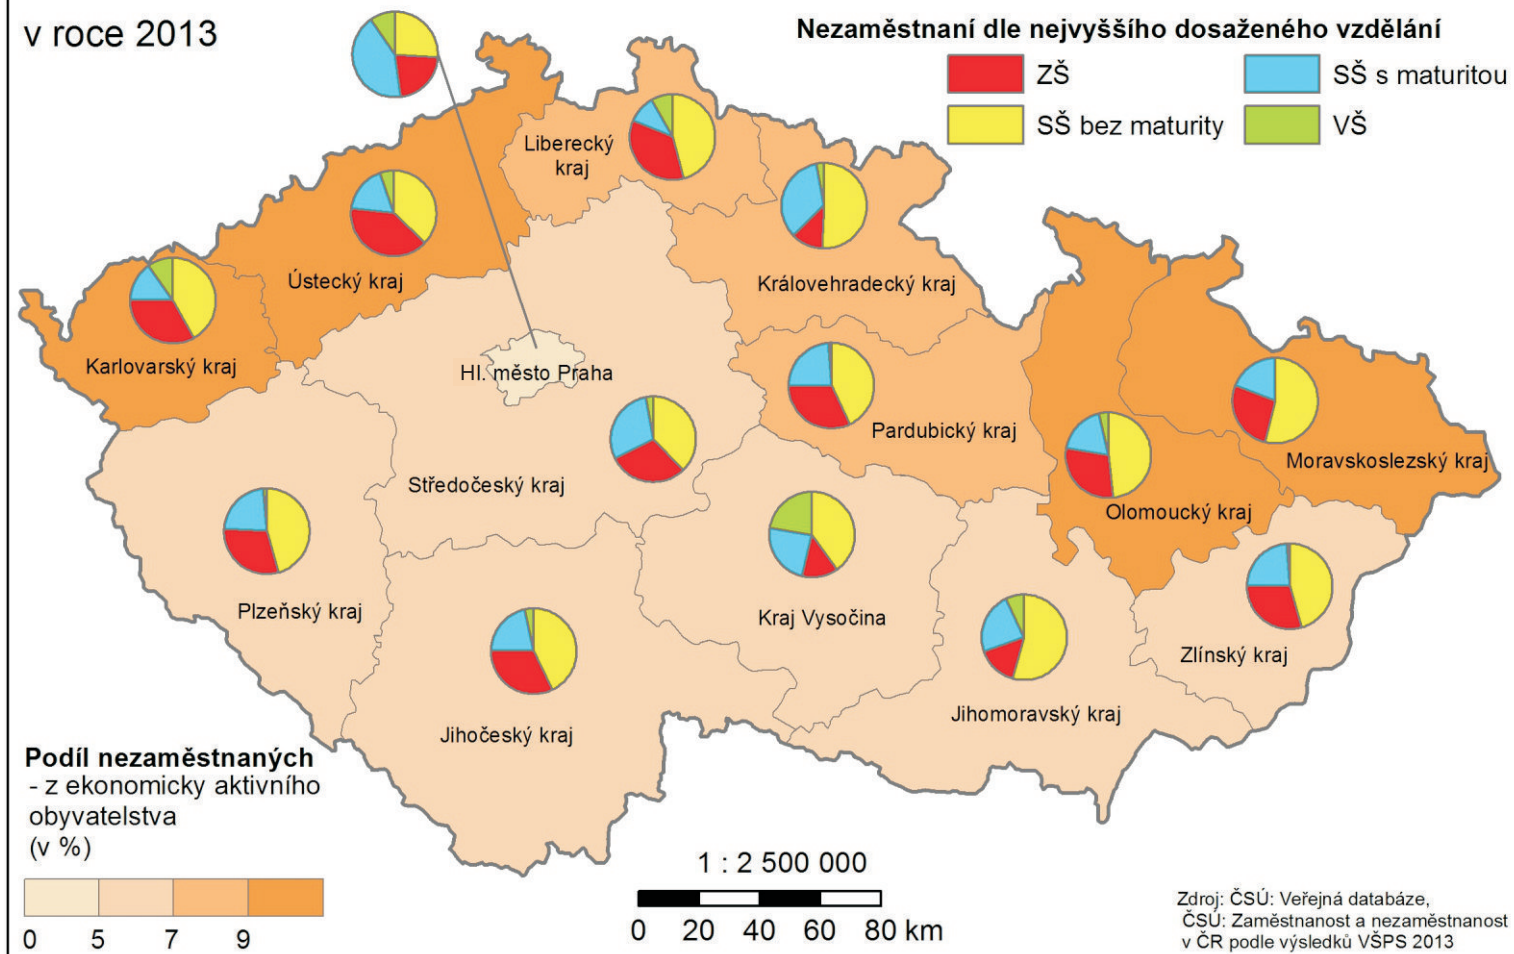 v roce 2013
Nezaměstnaní dle nejvyššího dosaženého vzdělání
ZŠ
SŠ s maturitou
SŠ bez maturity
VŠ
Liberecký
kraj
Ústecký kraj
Královehradecký kraj
Karlovarský kraj
Hl. město Praha
Pardubický kraj
Moravskoslezský kraj
Středočeský kraj
Olomoucký kraj
Plzeňský kraj
Kraj Vysočina
Zlínský kraj
Jihočeský kraj
Jihomoravský kraj
Podíl nezaměstnaných
- z ekonomicky aktivního
obyvatelstva
(v %)
0 5 7 9
1 : 2 500 000
0 20 40 60 80 km
Zdroj: ČSÚ: Veřejná databáze,
ČSÚ: Zaměstnanost a nezaměstnanost
v ČR podle výsledků VŠPS 2013